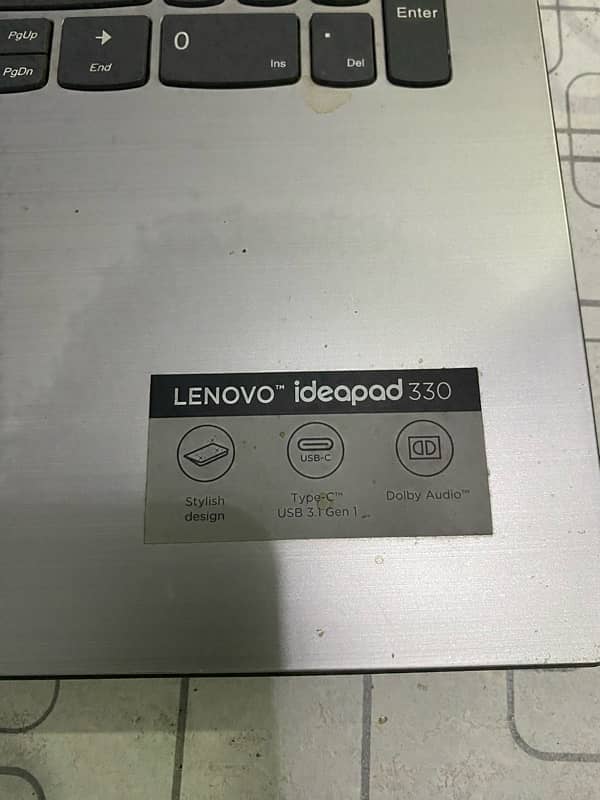 Enter
PgUp
→
0
.
PgDn
End
Ins
Del
LENOVO™ ideapad 330
USB-C
Stylish
design
Type-C™
USB 3.1 Gen 1
Dolby Audio™